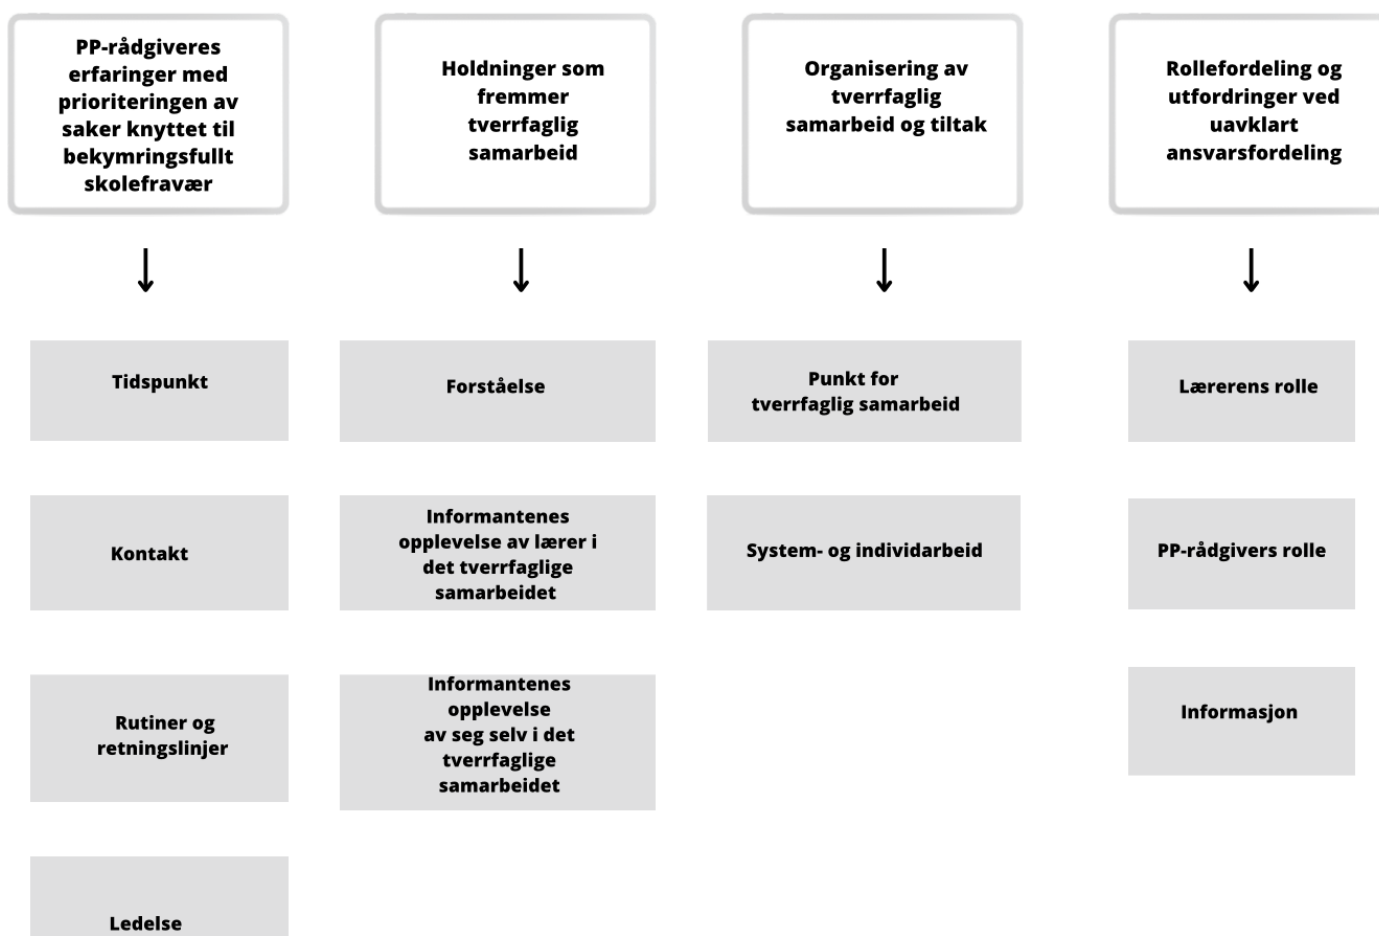 PP-rådgiveres
erfaringer med
prioriteringen av
saker knyttet til
bekymringsfullt
skolefravær
Holdninger som
fremmer
tverrfaglig
samarbeid
Organisering av
tverrfaglig
samarbeid og tiltak
Rollefordeling og
utfordringer ved
uavklart
ansvarsfordeling
Tidspunkt
Forståelse
Punkt for
tverrfaglig samarbeid
Lærerens rolle
Kontakt
Informantenes
opplevelse av lærer i
det tverrfaglige
samarbeidet
System- og individarbeid
PP-rådgivers rolle
Rutiner og
retningslinjer
Informantenes
opplevelse
av seg selv i det
tverrfaglige
samarbeidet
Informasjon
Ledelse